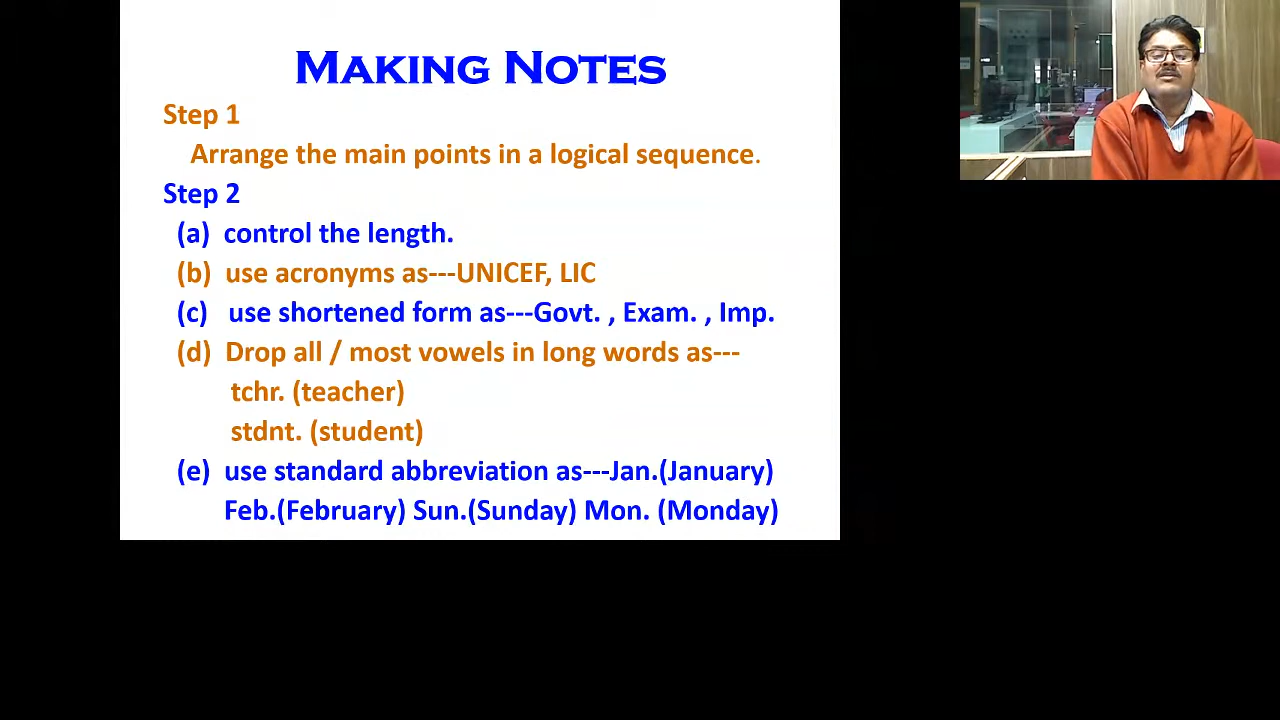 MAKING NOTES
Step 1
Arrange the main points in a logical sequence.
Step 2
(a) control the length.
(b) use acronyms as---UNICEF, LIC
(c) use shortened form as---Govt. , Exam. , Imp.
(d) Drop all / most vowels in long words as---
tchr. (teacher)
stdnt. (student)
(e) use standard abbreviation as---Jan.(January)
Feb.(February) Sun.(Sunday) Mon. (Monday)